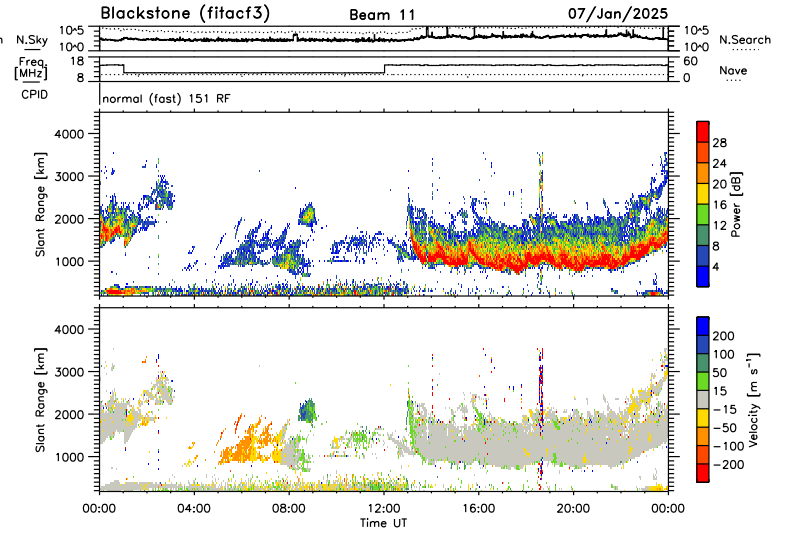 Blackstone (fitacf3) Beam 11 07/Jan/2025
N.Sky 10^5 10^0 10^5 10^0 N.Search
Freq. [MHz] 18 8 60 40 20 0 Nave
CPID normal (fast) 151 RF
Slant Range [km] 4000 3000 2000 1000
28 24 20 16 12 8 4 Power [dB]
Slant Range [km] 4000 3000 2000 1000
200 100 50 15 -15 -50 -100 -200 Velocity [m s^-1]
00:00 04:00 08:00 12:00 16:00 20:00 00:00
Time UT